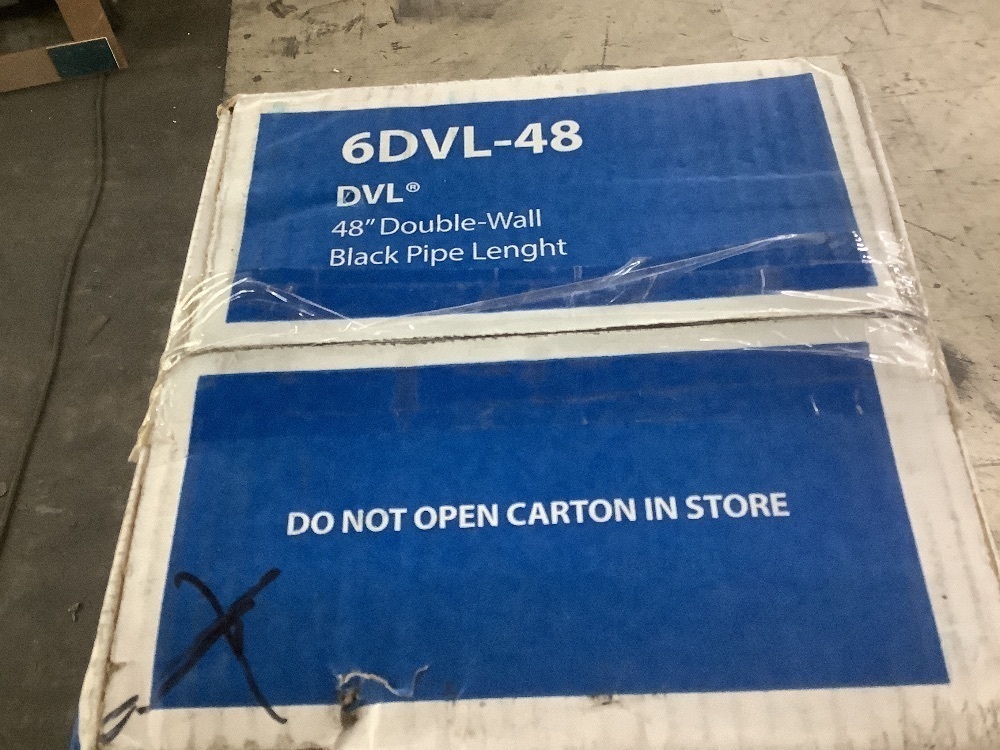 6DVL-48
DVL®
48" Double-Wall
Black Pipe Lenght
DO NOT OPEN CARTON IN STORE
X